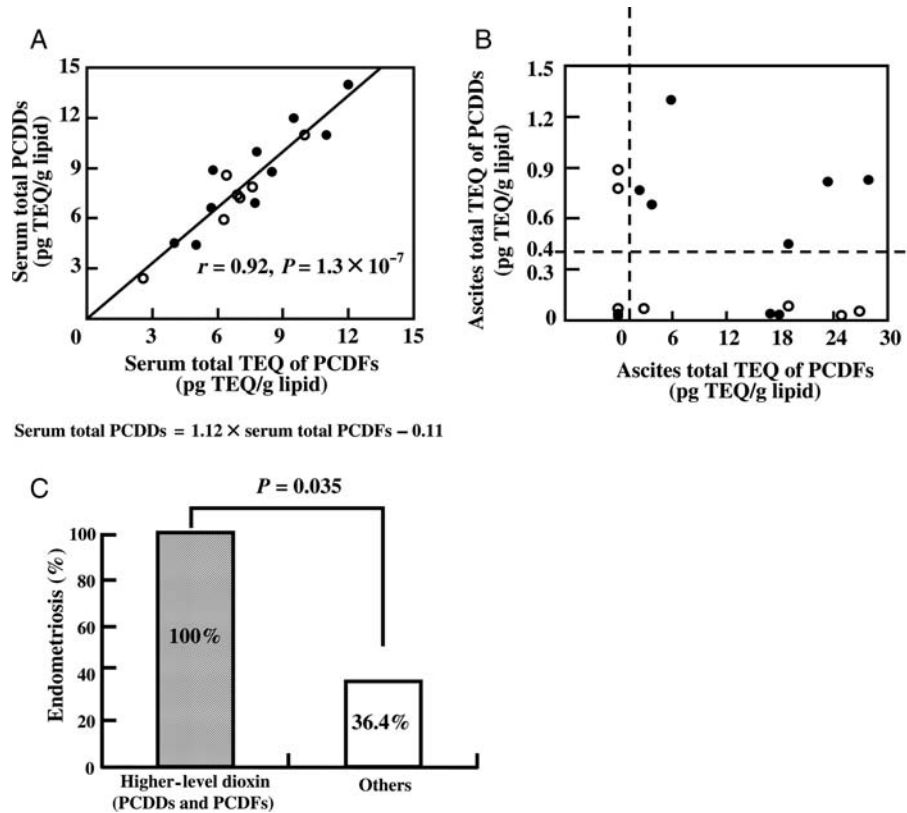 A
Serum total PCDDs
(pg TEQ/g lipid)
15
12
9
6
3
0
3
6
9
12
15
r = 0.92, P = 1.3 × 10⁻⁷
Serum total TEQ of PCDFs
(pg TEQ/g lipid)
Serum total PCDDs = 1.12 × serum total PCDFs – 0.11
B
Ascites total TEQ of PCDDs
(pg TEQ/g lipid)
1.5
1.2
0.9
0.6
0.4
0.3
0
0
6
12
18
24
30
Ascites total TEQ of PCDFs
(pg TEQ/g lipid)
C
P = 0.035
Endometriosis (%)
100
80
60
40
20
0
100%
36.4%
Higher-level dioxin
(PCDDs and PCDFs)
Others